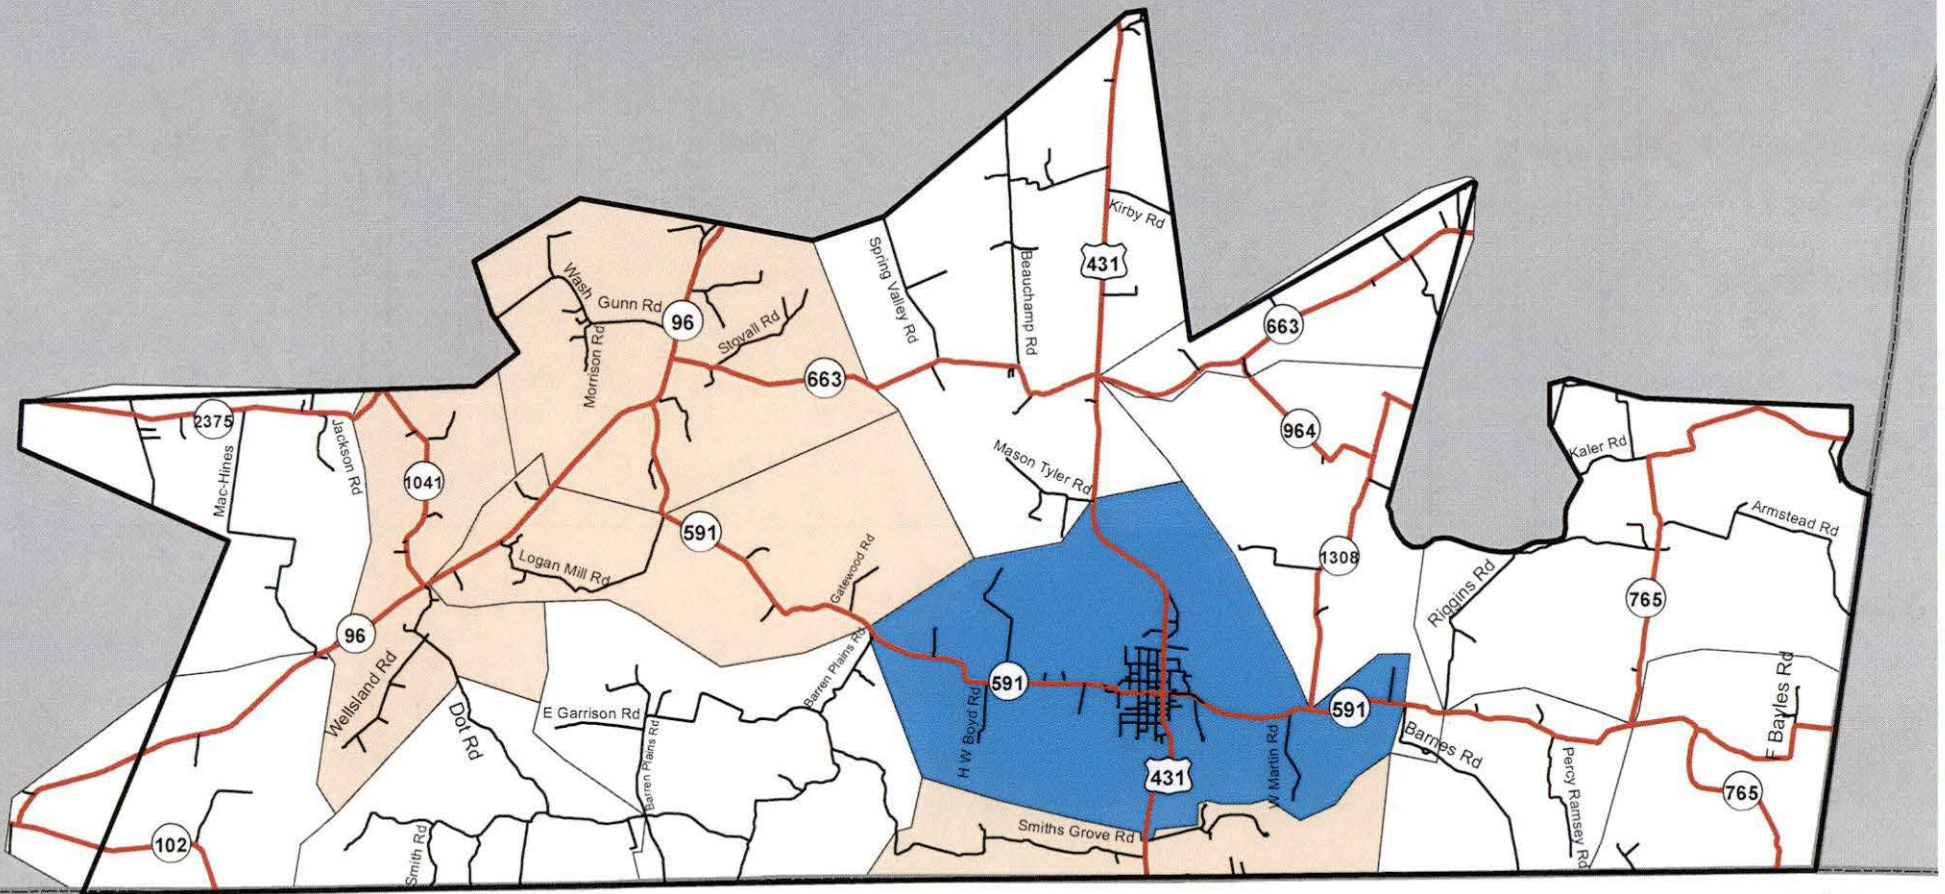 Kirby Rd
431
Spring Valley Rd
Beauchamp Rd
Wash
Gunn Rd
96
Stovall Rd
Morrison Rd
663
663
2375
Mac-Hines
Jackson Rd
1041
964
Kaler Rd
Mason Tyler Rd
Armstead Rd
591
Logan Mill Rd
Gatewood Rd
1308
Riggins Rd
765
96
Wellsland Rd
Barren Plains Rd
Dot Rd
E Garrison Rd
Barren Plains Rd
H W Boyd Rd
591
591
W Martin Rd
431
Barnes Rd
F Bayles Rd
Percy Ramsey Rd
765
102
Smith Rd
Smiths Grove Rd